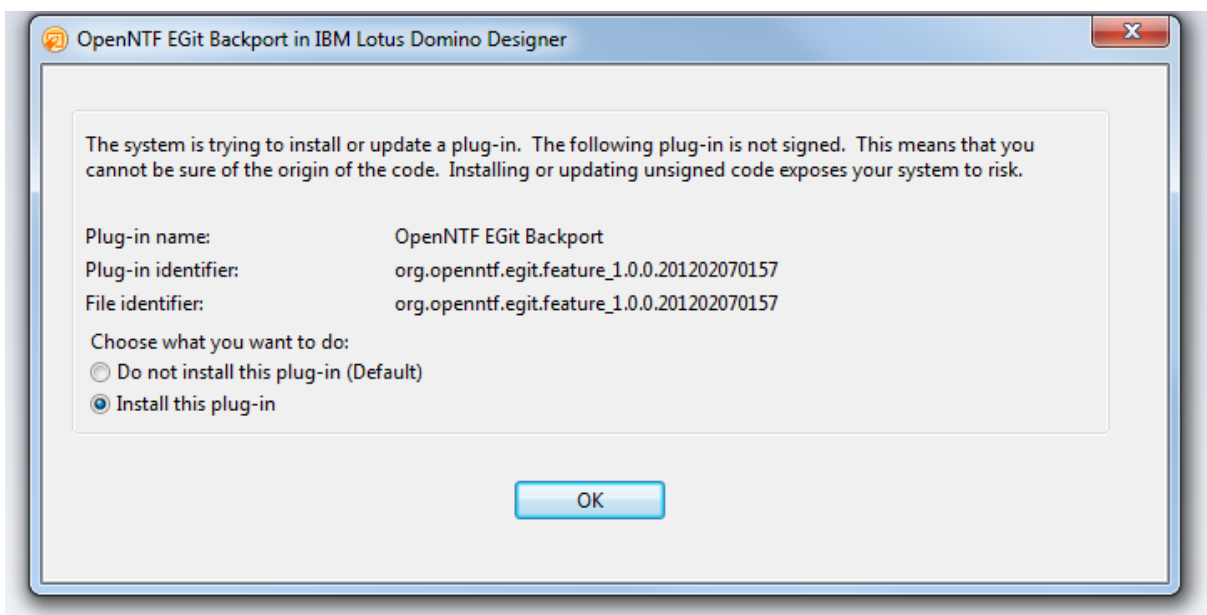 OpenNTF EGit Backport in IBM Lotus Domino Designer
The system is trying to install or update a plug-in. The following plug-in is not signed. This means that you
cannot be sure of the origin of the code. Installing or updating unsigned code exposes your system to risk.
Plug-in name: OpenNTF EGit Backport
Plug-in identifier: org.openntf.egit.feature_1.0.0.201202070157
File identifier: org.openntf.egit.feature_1.0.0.201202070157
Choose what you want to do:
Do not install this plug-in (Default)
Install this plug-in
OK